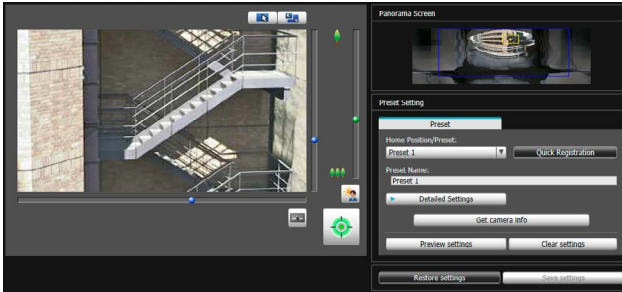 Panorama Screen
Preset Setting
Preset
Home Position/Preset:
Preset 1
Quick Registration
Preset Name:
Preset 1
Detailed Settings
Get camera info
Preview settings
Clear settings
Restore settings
Save settings